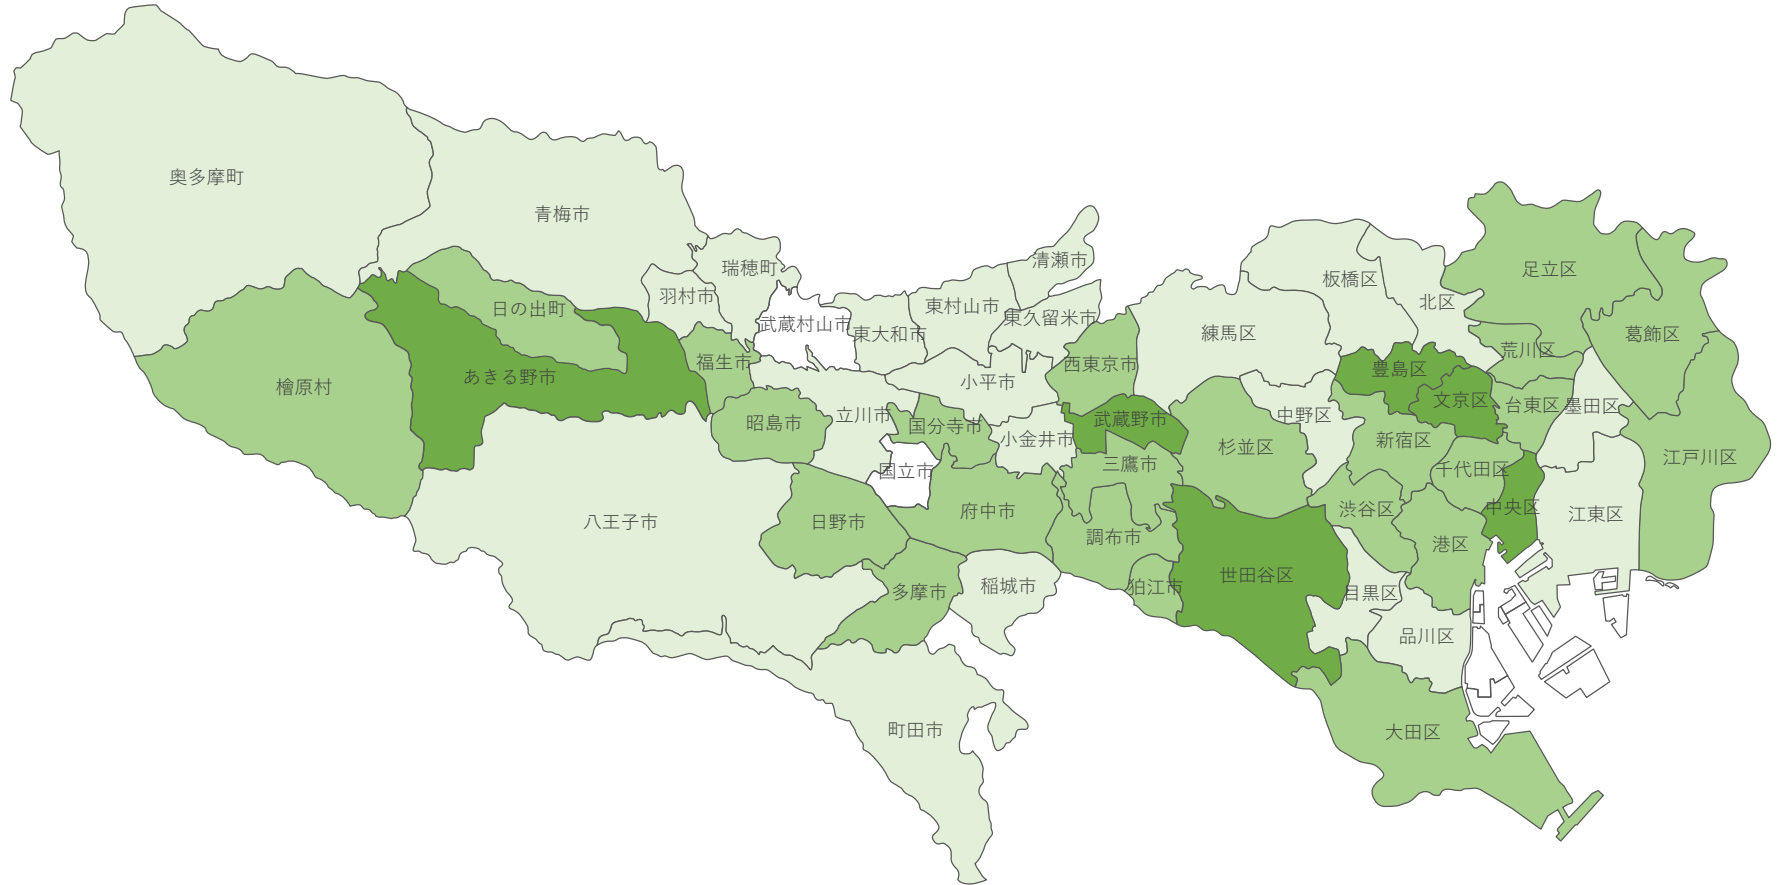 奥多摩町
青梅市
瑞穂町
羽村市
日の出町
檜原村
あきる野市
福生市
武蔵村山市
東大和市
東村山市
清瀬市
東久留米市
小平市
西東京市
昭島市
立川市
国分寺市
小金井市
武蔵野市
国立市
三鷹市
八王子市
日野市
府中市
調布市
多摩市
稲城市
狛江市
町田市
板橋区
北区
足立区
練馬区
葛飾区
荒川区
豊島区
文京区
台東区
墨田区
中野区
杉並区
新宿区
千代田区
江戸川区
渋谷区
中央区
江東区
港区
世田谷区
目黒区
品川区
大田区